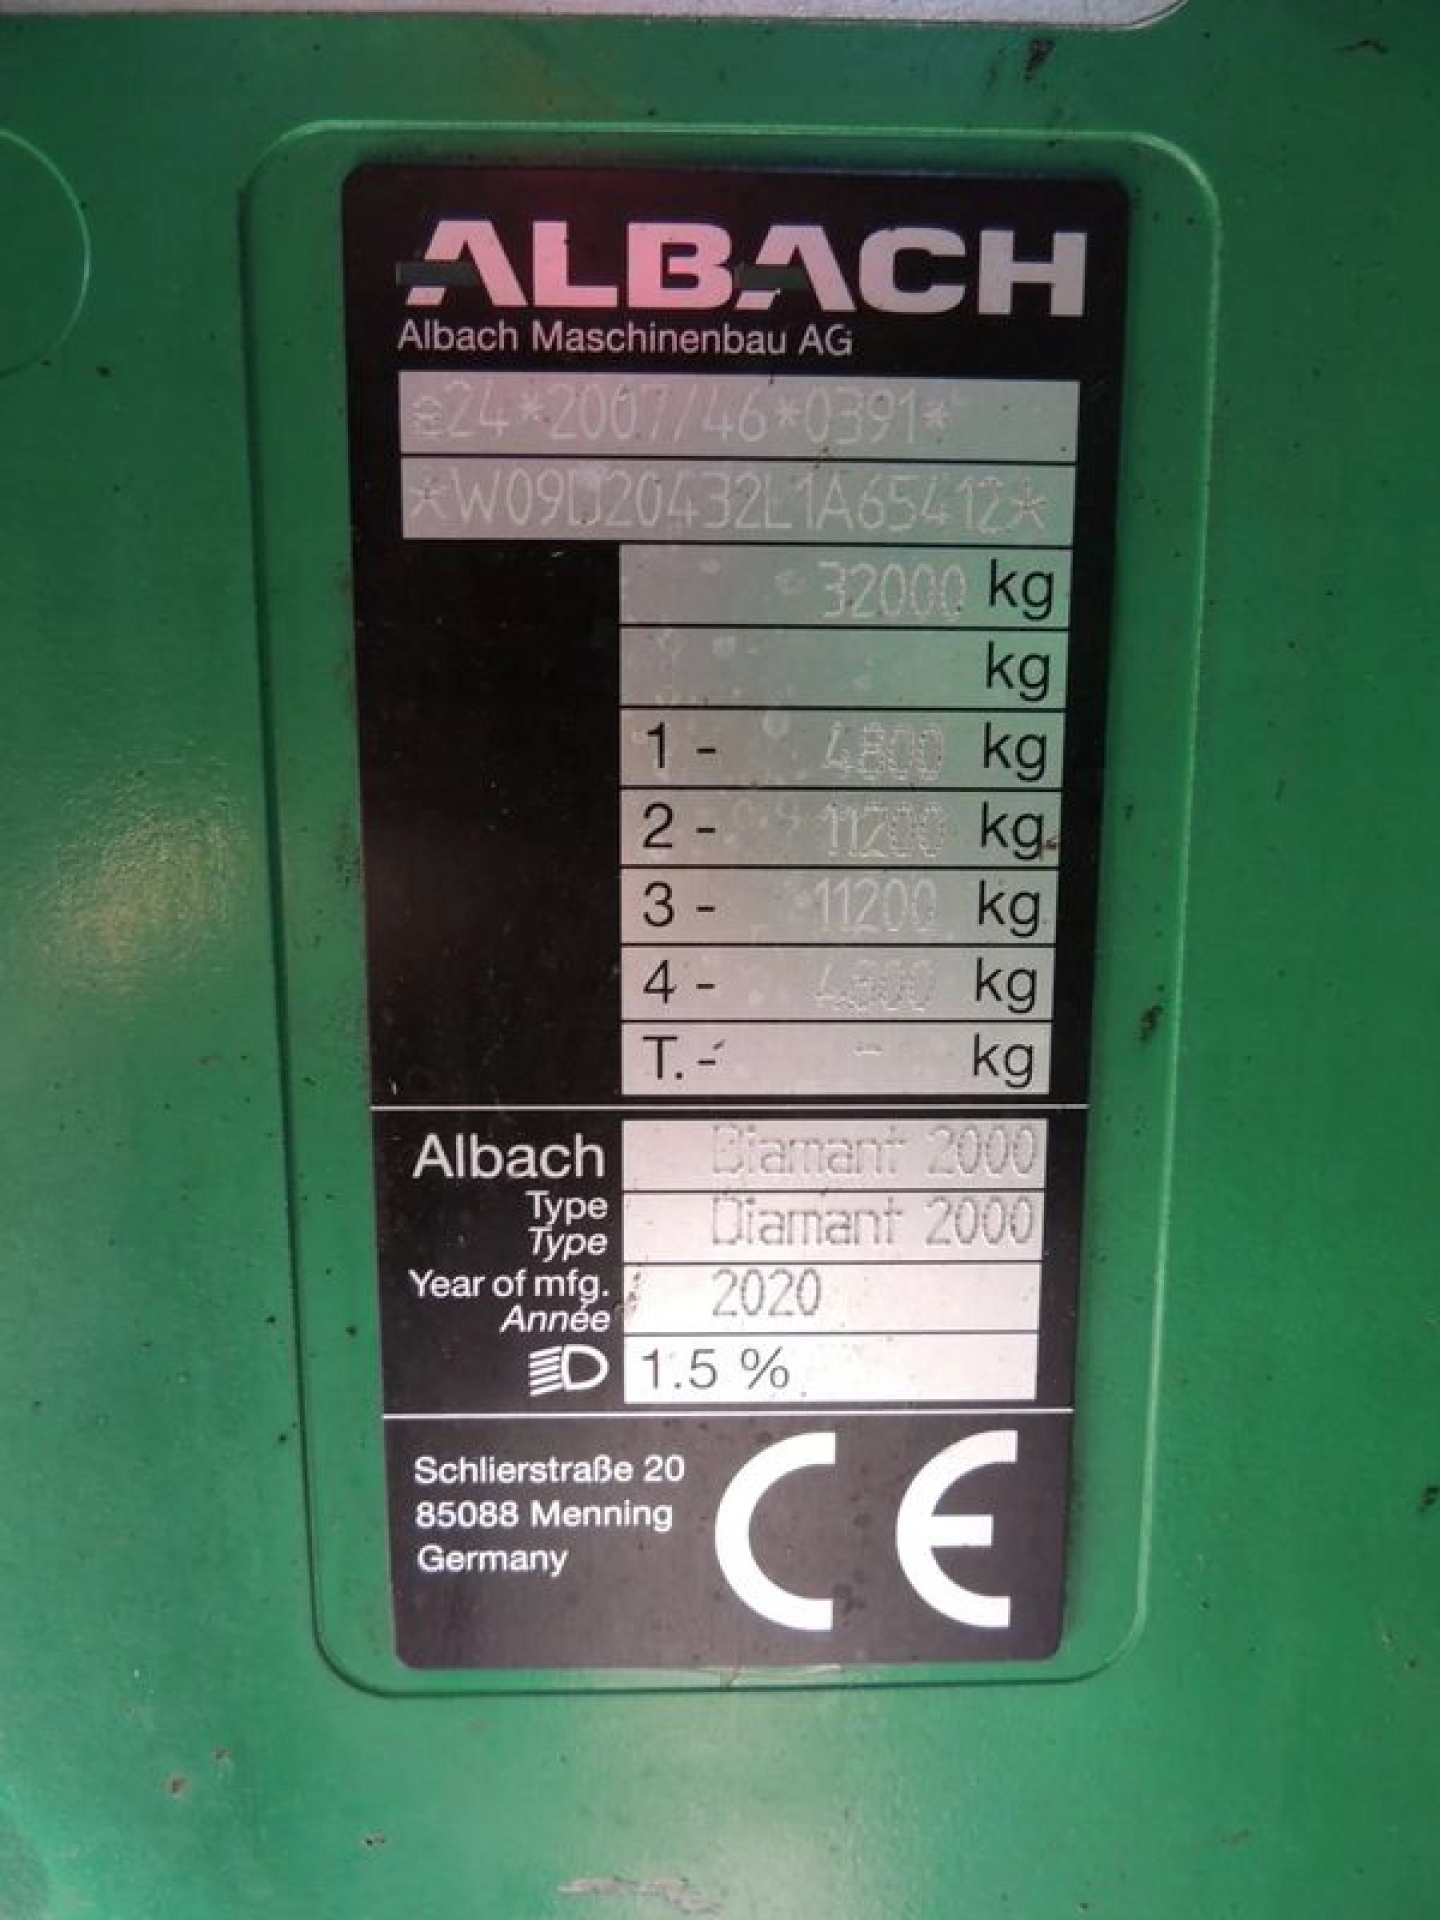 ALBACH
Albach Maschinenbau AG
e24*2007/46*0391*
*W09D20432L1A65412*
32000 kg
kg
1 - 4800 kg
2 - 11200 kg
3 - 11200 kg
4 - 4800 kg
T. - - kg
Albach Diamant 2000
Type Diamant 2000
Type
Year of mfg. 2020
Année
1.5 %
Schlierstraße 20
85088 Menning
Germany
CE